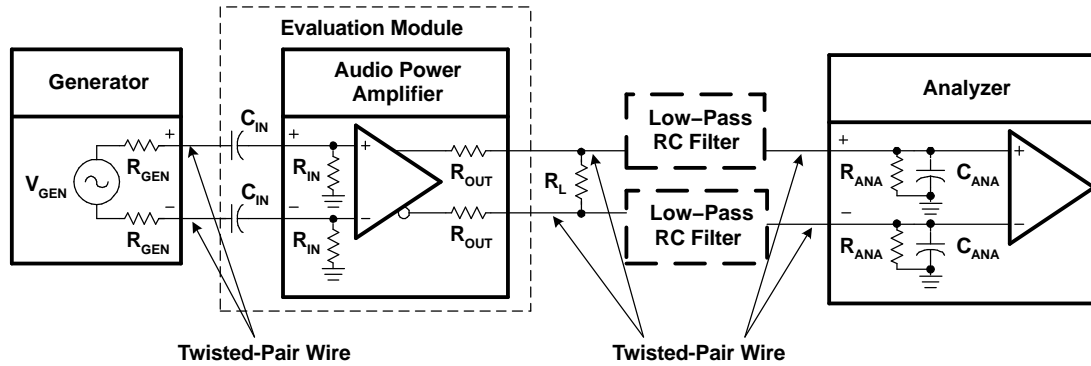 Evaluation Module
Generator
Audio Power
Amplifier
Analyzer
Low–Pass
RC Filter
Low–Pass
RC Filter
V_GEN
R_GEN
R_GEN
+
−
C_IN
C_IN
+
−
R_IN
R_IN
+
−
R_OUT
R_OUT
R_L
+
−
R_ANA
R_ANA
C_ANA
C_ANA
+
−
Twisted-Pair Wire
Twisted-Pair Wire